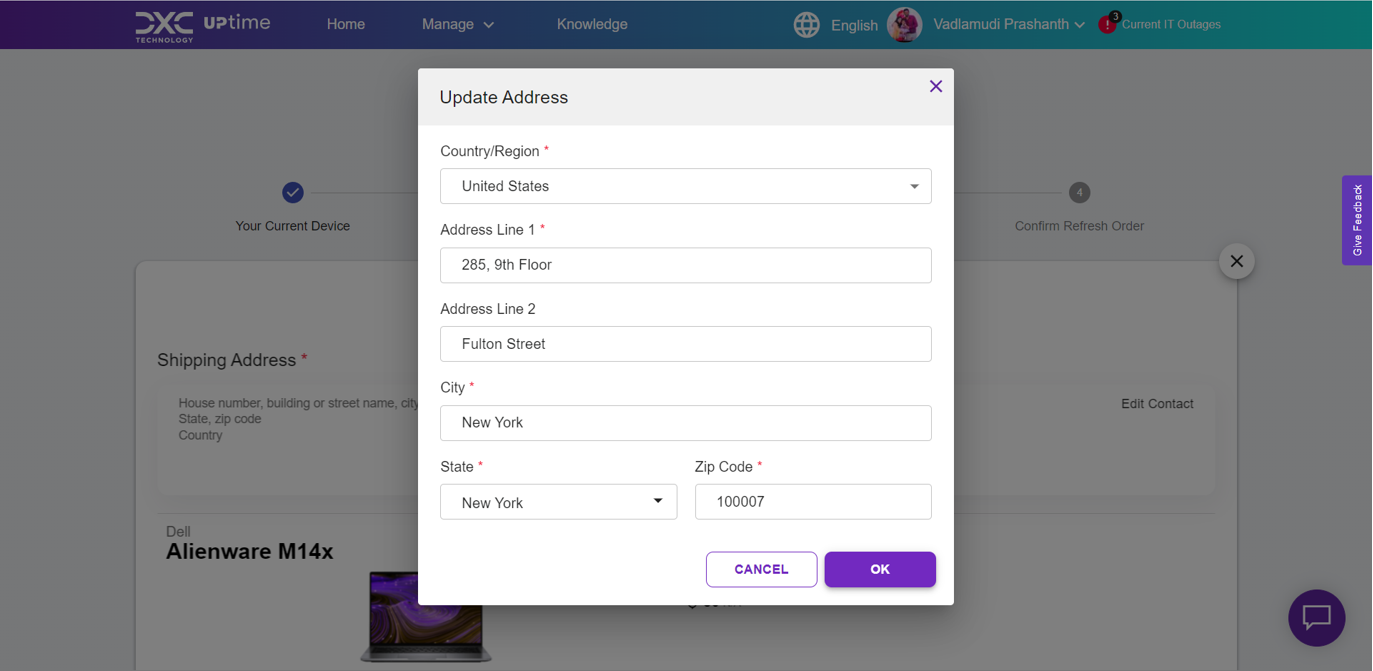 DXC TECHNOLOGY UPtime Home Manage Knowledge English Vadlamudi Prashanth 3 Current IT Outages
Update Address
Country/Region *
United States
Your Current Device
4
Confirm Refresh Order
Give Feedback
Address Line 1 *
285, 9th Floor
Address Line 2
Fulton Street
Shipping Address *
House number, building or street name, city
State, zip code
Country
Edit Contact
City *
New York
State * Zip Code *
New York 100007
Dell
Alienware M14x
CANCEL OK